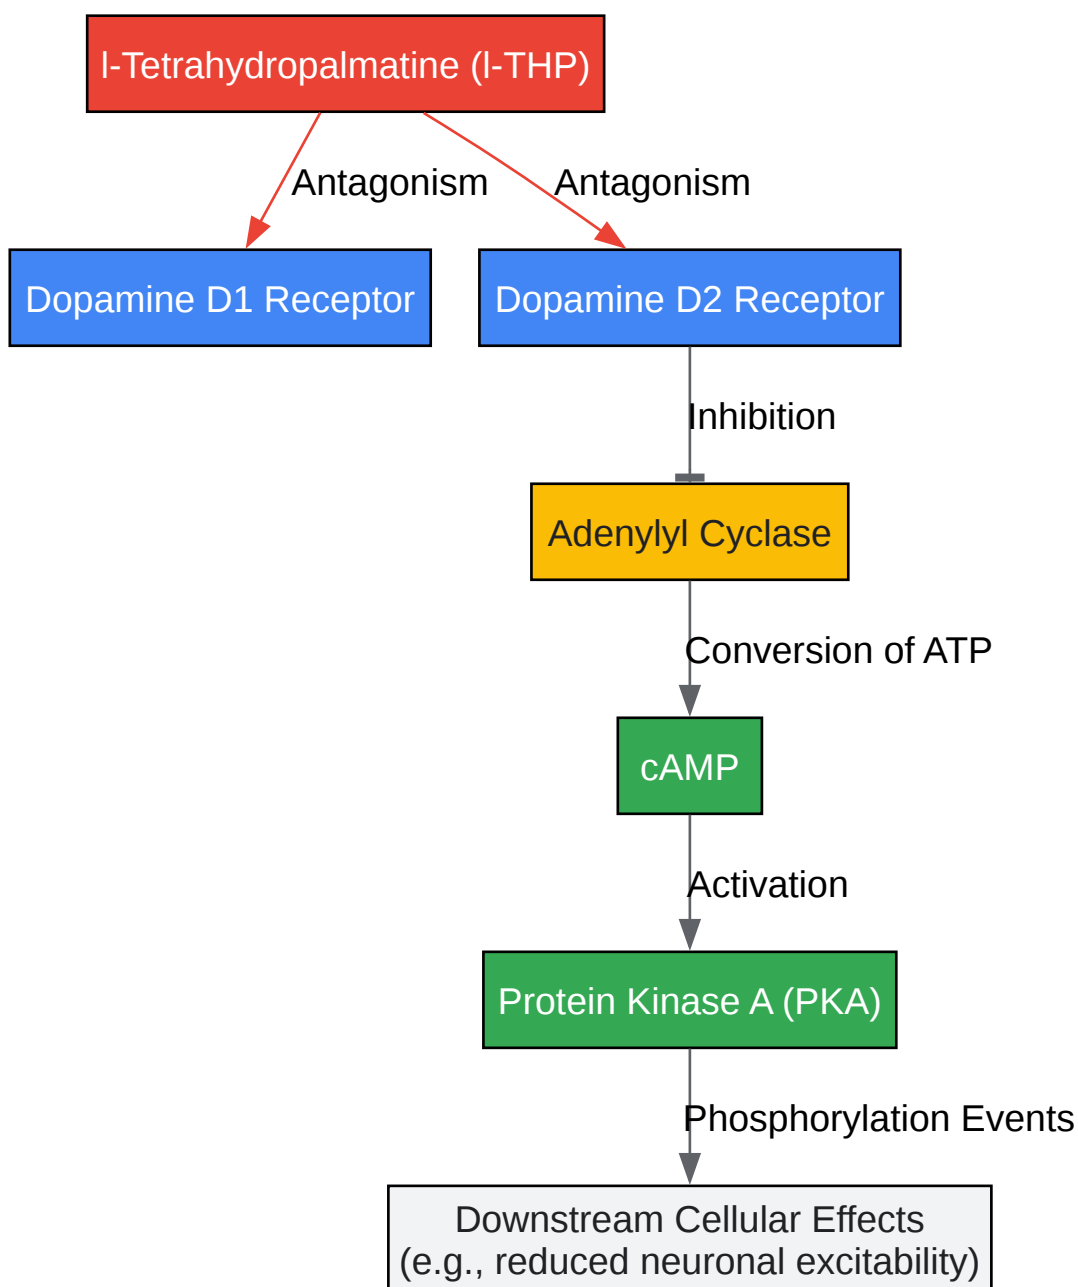 l-Tetrahydropalmatine (l-THP)
Antagonism
Antagonism
Dopamine D1 Receptor
Dopamine D2 Receptor
Inhibition
Adenylyl Cyclase
Conversion of ATP
cAMP
Activation
Protein Kinase A (PKA)
Phosphorylation Events
Downstream Cellular Effects
(e.g., reduced neuronal excitability)